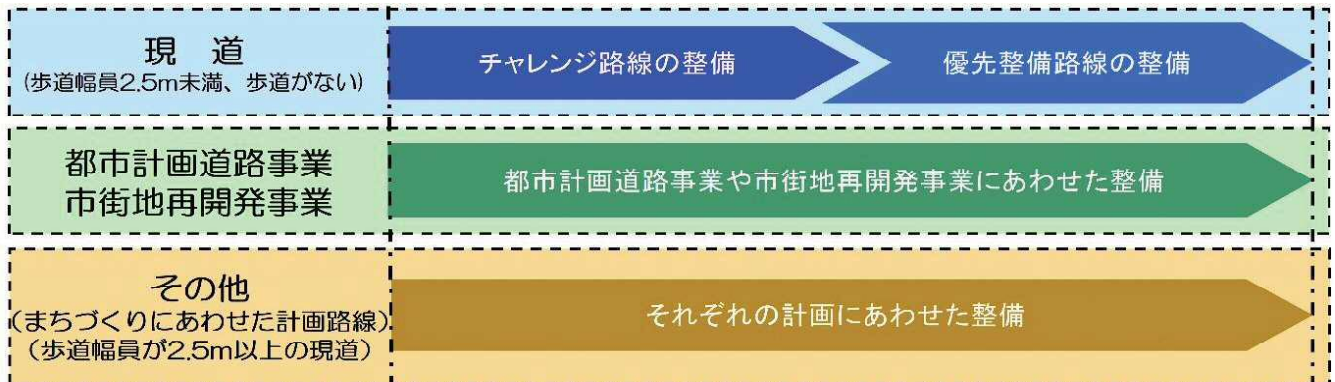 現　道
(歩道幅員2.5m未満、歩道がない)
チャレンジ路線の整備
優先整備路線の整備
都市計画道路事業
市街地再開発事業
都市計画道路事業や市街地再開発事業にあわせた整備
その他
(まちづくりにあわせた計画路線)
(歩道幅員が2.5m以上の現道)
それぞれの計画にあわせた整備